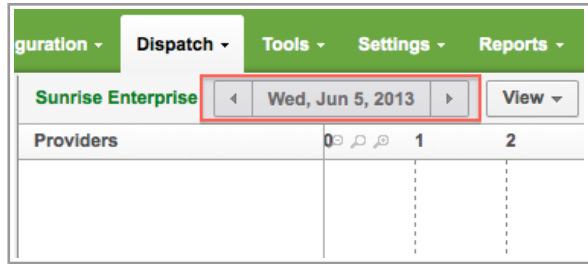 guration Dispatch Tools Settings Reports
Sunrise Enterprise Wed, Jun 5, 2013 View
Providers 0 1 2